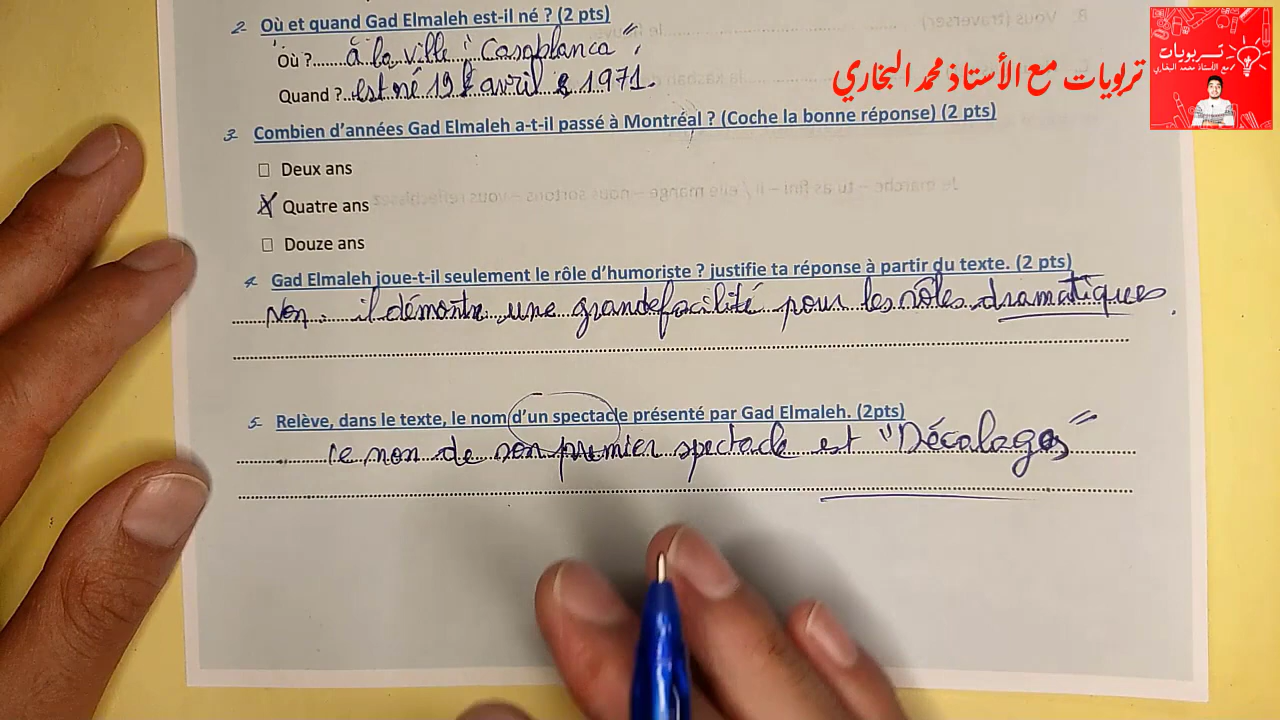 2. Où et quand Gad Elmaleh est-il né ? (2 pts)
Où ?......à la ville "Casablanca".
Quand ?..est né 19 avril 1971.
تربويات مع الأستاذ محمد البخاري
تـــربويات
مع الأستاذ محمد البخاري
3. Combien d'années Gad Elmaleh a-t-il passé à Montréal ? (Coche la bonne réponse) (2 pts)
Deux ans
X Quatre ans
Douze ans
4. Gad Elmaleh joue-t-il seulement le rôle d'humoriste ? justifie ta réponse à partir du texte. (2 pts)
Non. il démontre une grande facilité pour les rôles dramatiques.
5. Relève, dans le texte, le nom d'un spectacle présenté par Gad Elmaleh. (2pts)
le nom de son premier spectacle est "Décalages"